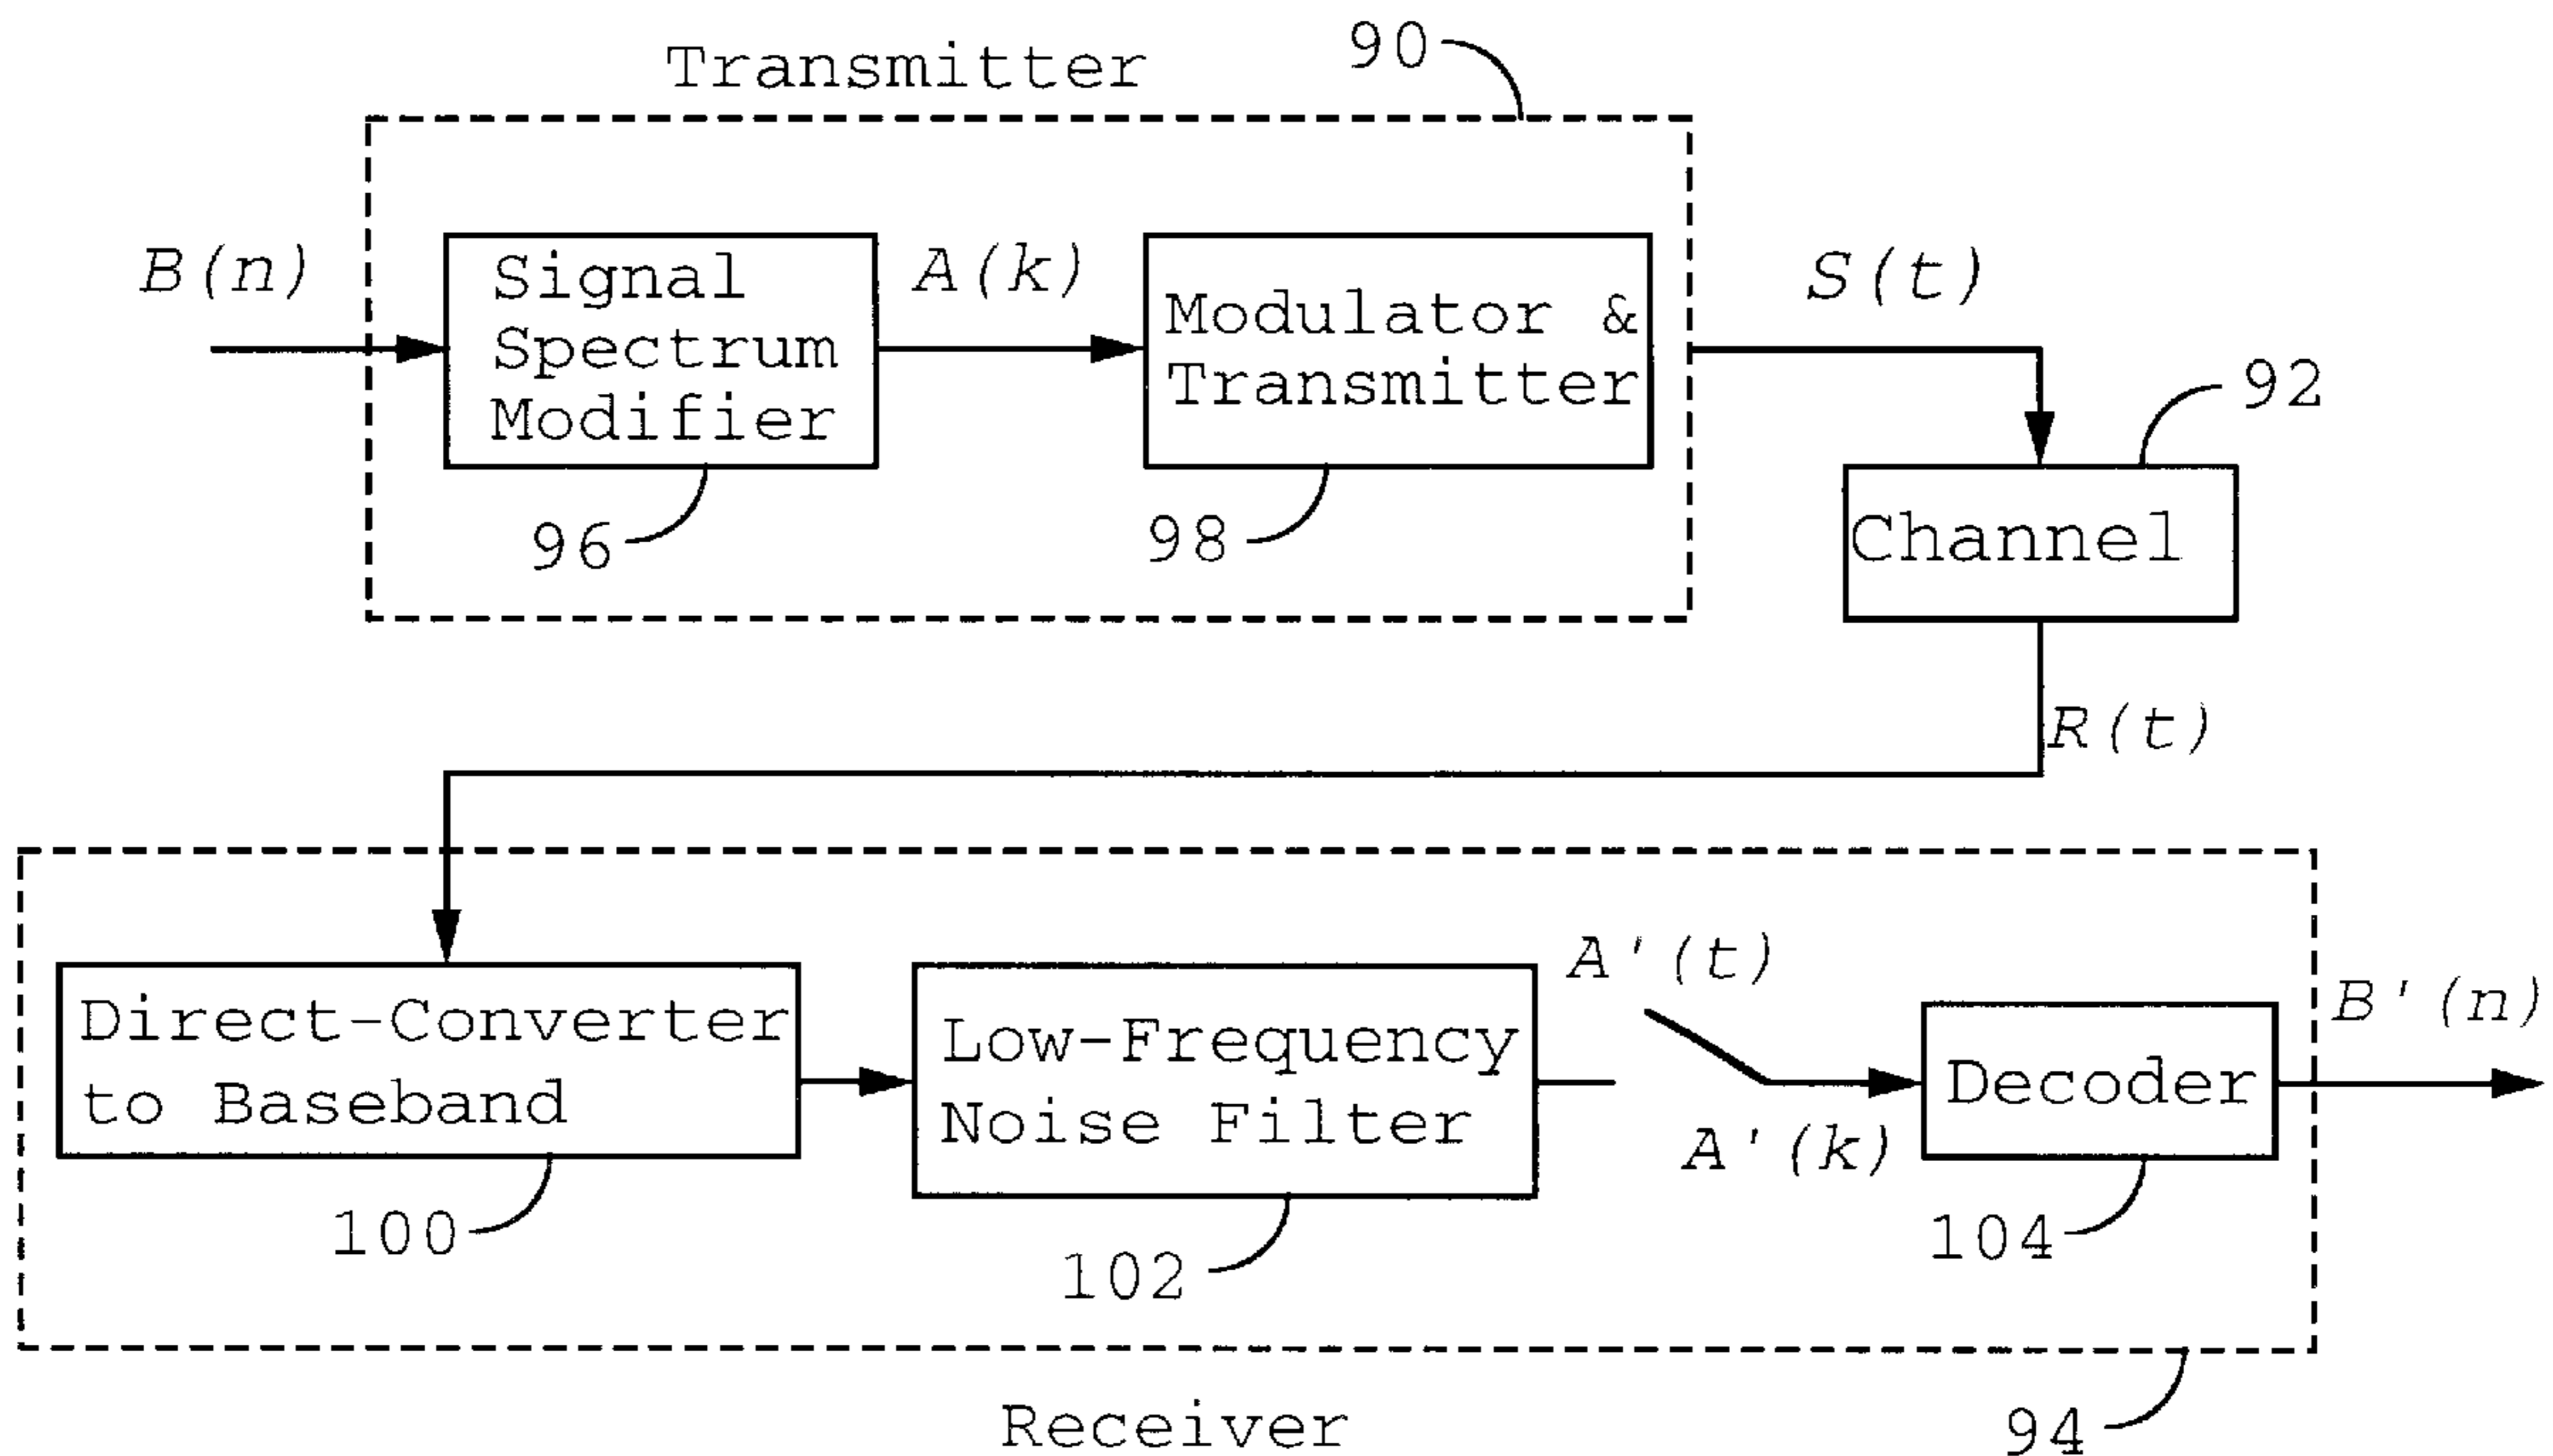 Transmitter
90
B(n)
Signal
Spectrum
Modifier
A(k)
Modulator &
Transmitter
S(t)
92
96
98
Channel
R(t)
Direct-Converter
to Baseband
Low-Frequency
Noise Filter
A'(t)
A'(k)
Decoder
B'(n)
100
102
104
Receiver
94